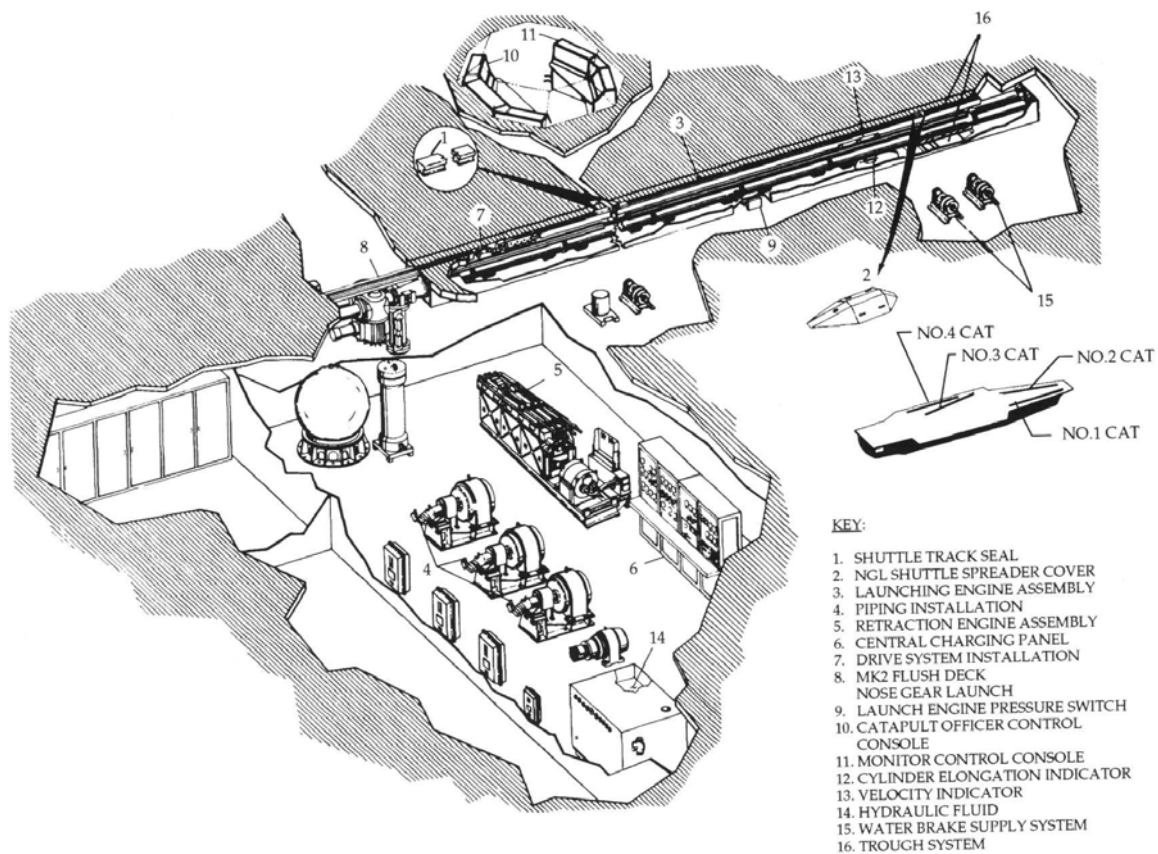 16
11
10
13
1
3
7
12
8
9
2
15
NO.4 CAT
NO.3 CAT
NO.2 CAT
NO.1 CAT
5
4
6
14
KEY:
1. SHUTTLE TRACK SEAL
2. NGL SHUTTLE SPREADER COVER
3. LAUNCHING ENGINE ASSEMBLY
4. PIPING INSTALLATION
5. RETRACTION ENGINE ASSEMBLY
6. CENTRAL CHARGING PANEL
7. DRIVE SYSTEM INSTALLATION
8. MK2 FLUSH DECK
NOSE GEAR LAUNCH
9. LAUNCH ENGINE PRESSURE SWITCH
10. CATAPULT OFFICER CONTROL
CONSOLE
11. MONITOR CONTROL CONSOLE
12. CYLINDER ELONGATION INDICATOR
13. VELOCITY INDICATOR
14. HYDRAULIC FLUID
15. WATER BRAKE SUPPLY SYSTEM
16. TROUGH SYSTEM